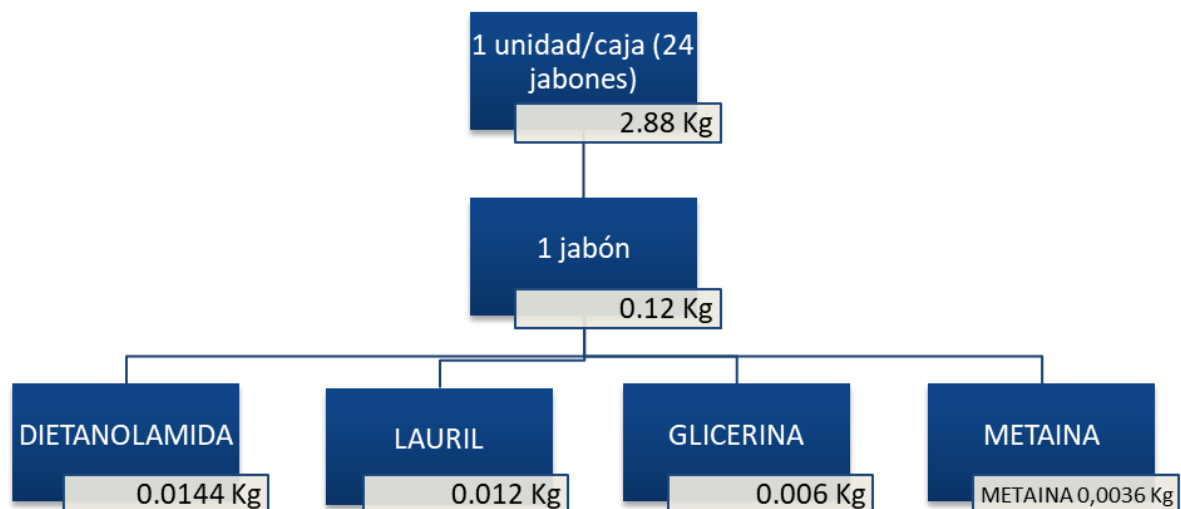 1 unidad/caja (24
jabones)
2.88 Kg
1 jabón
0.12 Kg
DIETANOLAMIDA
0.0144 Kg
LAURIL
0.012 Kg
GLICERINA
0.006 Kg
METAINA
METAINA 0,0036 Kg